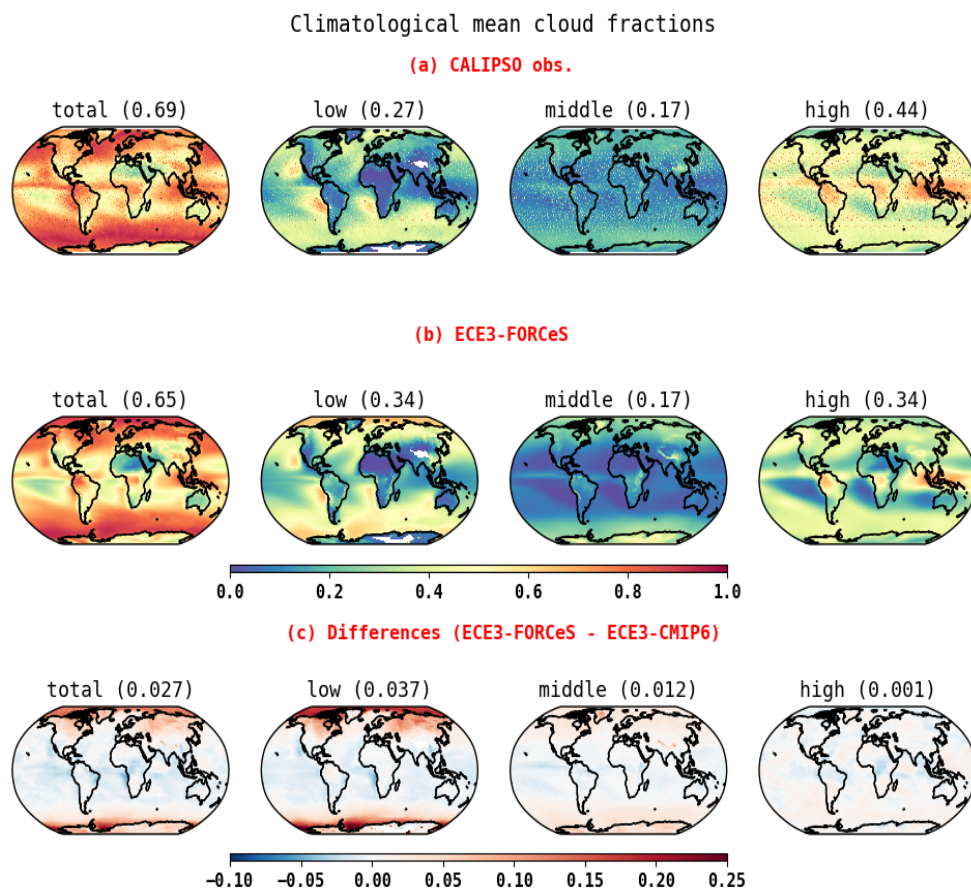 Climatological mean cloud fractions
(a) CALIPSO obs.
total (0.69) low (0.27) middle (0.17) high (0.44)
(b) ECE3-FORCeS
total (0.65) low (0.34) middle (0.17) high (0.34)
0.0 0.2 0.4 0.6 0.8 1.0
(c) Differences (ECE3-FORCeS - ECE3-CMIP6)
total (0.027) low (0.037) middle (0.012) high (0.001)
−0.10 −0.05 0.00 0.05 0.10 0.15 0.20 0.25